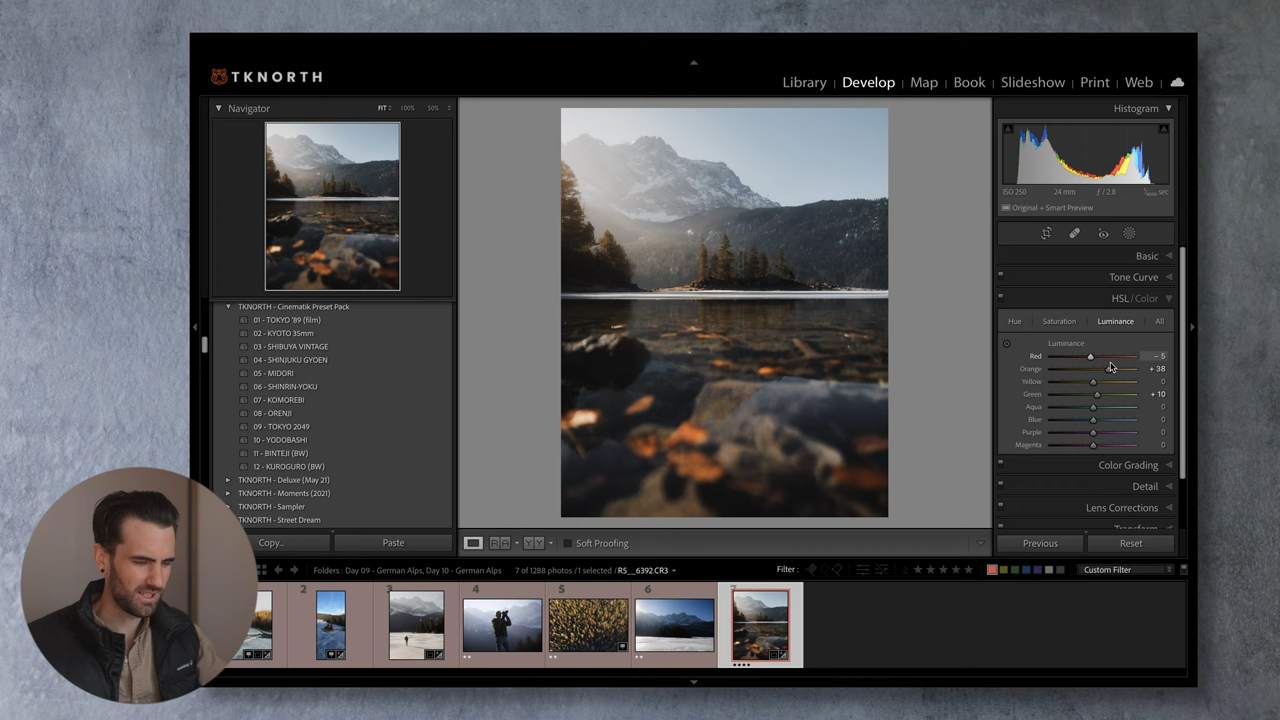 TKNORTH
Library | Develop | Map | Book | Slideshow | Print | Web
Navigator FIT 100% 50%
Histogram
ISO 250 24 mm ƒ / 2.8 sec
Original + Smart Preview
Basic
Tone Curve
HSL / Color
Hue Saturation Luminance All
Luminance
Red − 5
Orange + 38
Yellow 0
Green + 10
Aqua 0
Blue 0
Purple 0
Magenta 0
Color Grading
Detail
Lens Corrections
Transform
Previous Reset
TKNORTH - Cinematik Preset Pack
01 - TOKYO '89 (film)
02 - KYOTO 35mm
03 - SHIBUYA VINTAGE
04 - SHINJUKU GYOEN
05 - MIDORI
06 - SHINRIN-YOKU
07 - KOMOREBI
08 - ORENJI
09 - TOKYO 2049
10 - YODOBASHI
11 - BINTEJI (BW)
12 - KUROGURO (BW)
TKNORTH - Deluxe (May 21)
TKNORTH - Moments (2021)
TKNORTH - Sampler
TKNORTH - Street Dream
Copy... Paste
Soft Proofing
Folders : Day 09 - German Alps, Day 10 - German Alps 7 of 1288 photos /1 selected / R5__6392.CR3
Filter : ≥ ★★★★★ Custom Filter
2 3 4 5 6 7